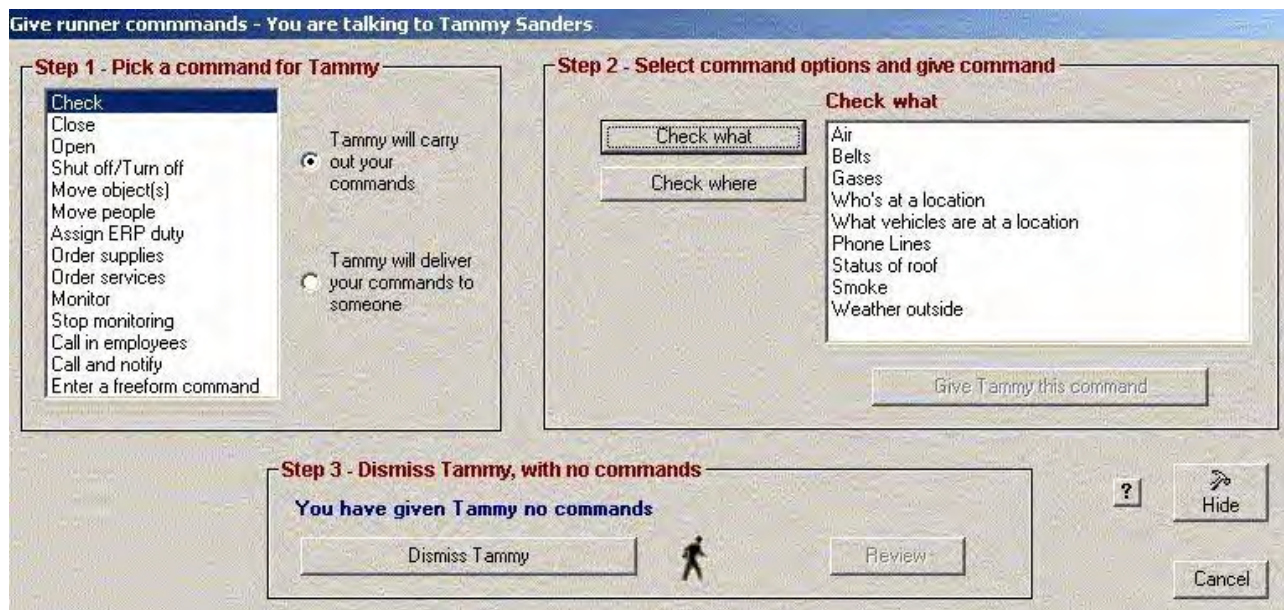 Give runner commmands - You are talking to Tammy Sanders
Step 1 - Pick a command for Tammy
Check
Close
Open
Shut off/Turn off
Move object(s)
Move people
Assign ERP duty
Order supplies
Order services
Monitor
Stop monitoring
Call in employees
Call and notify
Enter a freeform command
Tammy will carry
out your
commands
Tammy will deliver
your commands to
someone
Step 2 - Select command options and give command
Check what
Check where
Check what
Air
Belts
Gases
Who's at a location
What vehicles are at a location
Phone Lines
Status of roof
Smoke
Weather outside
Give Tammy this command
Step 3 - Dismiss Tammy, with no commands
You have given Tammy no commands
Dismiss Tammy
Review
?
Hide
Cancel